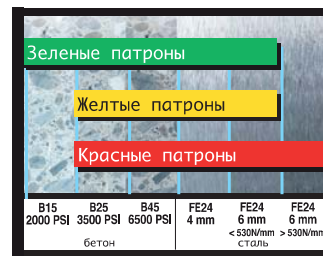 Зеленые патроны
Желтые патроны
Красные патроны
B15 B25 B45 FE24 FE24 FE24
2000 PSI 3500 PSI 6500 PSI 4 mm 6 mm 6 mm
< 530N/mm > 530N/mm
бетон сталь